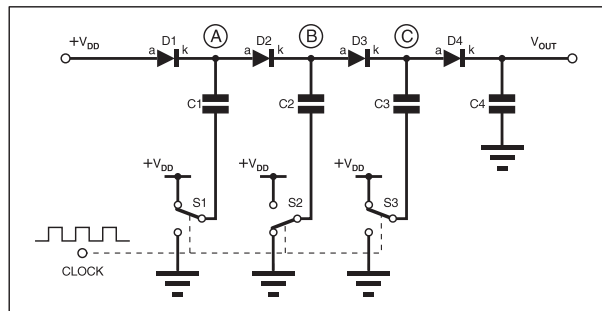 +VDD
D1
A
D2
B
D3
C
D4
VOUT
a
k
a
k
a
k
a
k
C1
C2
C3
C4
+VDD
+VDD
+VDD
S1
S2
S3
CLOCK